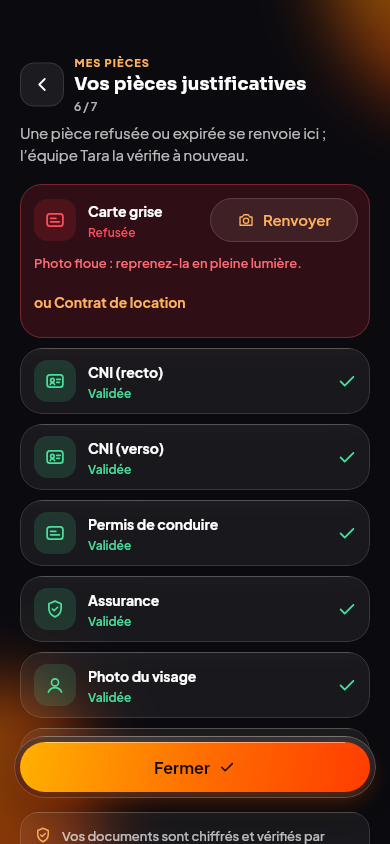 MES PIÈCES
Vos pièces justificatives
6 / 7
Une pièce refusée ou expirée se renvoie ici ;
l’équipe Tara la vérifie à nouveau.
Carte grise
Refusée
Renvoyer
Photo floue : reprenez-la en pleine lumière.
ou Contrat de location
CNI (recto)
Validée
CNI (verso)
Validée
Permis de conduire
Validée
Assurance
Validée
Photo du visage
Validée
Fermer
Vos documents sont chiffrés et vérifiés par